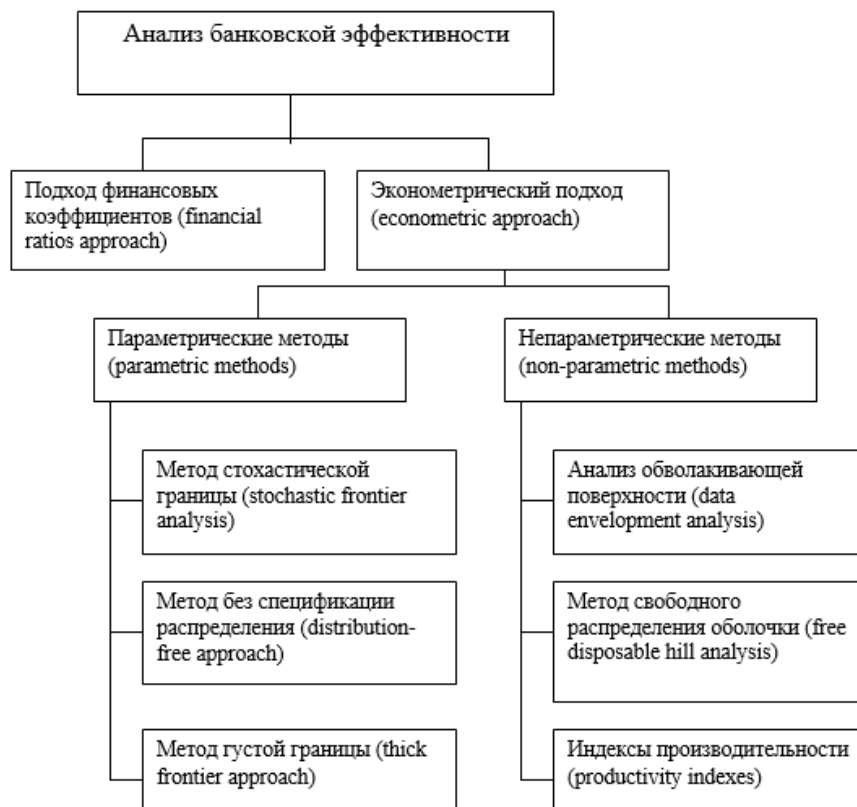 Анализ банковской эффективности
Подход финансовых
коэффициентов (financial
ratios approach)
Эконометрический подход
(econometric approach)
Параметрические методы
(parametric methods)
Непараметрические методы
(non-parametric methods)
Метод стохастической
границы (stochastic frontier
analysis)
Анализ обволакивающей
поверхности (data
envelopment analysis)
Метод без спецификации
распределения (distribution-
free approach)
Метод свободного
распределения оболочки (free
disposable hill analysis)
Метод густой границы (thick
frontier approach)
Индексы производительности
(productivity indexes)